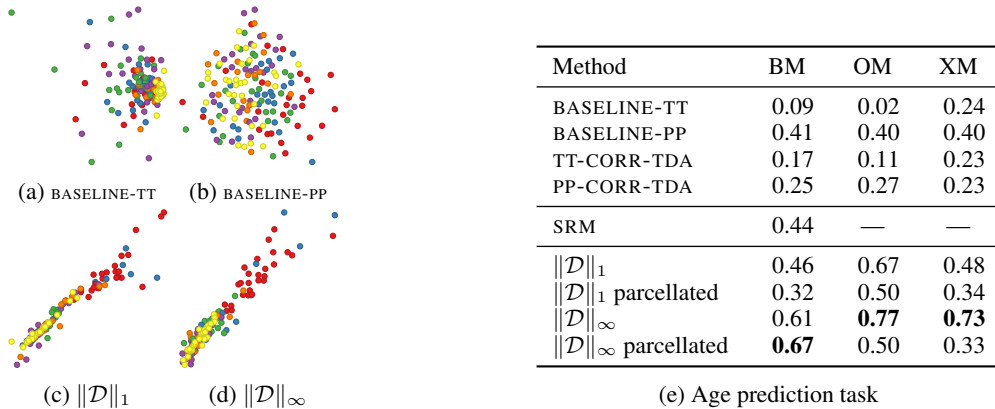 (a) BASELINE-TT
(b) BASELINE-PP
(c) ‖𝒟‖₁
(d) ‖𝒟‖∞
Method BM OM XM
BASELINE-TT 0.09 0.02 0.24
BASELINE-PP 0.41 0.40 0.40
TT-CORR-TDA 0.17 0.11 0.23
PP-CORR-TDA 0.25 0.27 0.23
SRM 0.44 — —
‖𝒟‖₁ 0.46 0.67 0.48
‖𝒟‖₁ parcellated 0.32 0.50 0.34
‖𝒟‖∞ 0.61 0.77 0.73
‖𝒟‖∞ parcellated 0.67 0.50 0.33
(e) Age prediction task